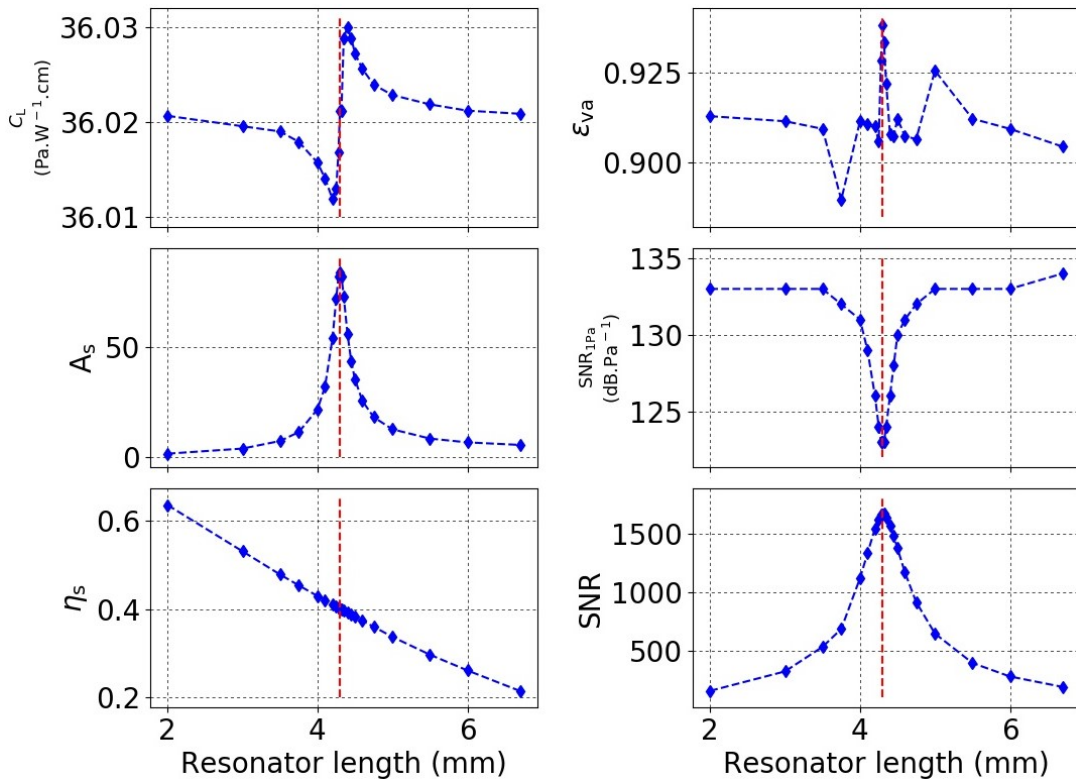 36.03
36.02
36.01
C_L
(Pa.W⁻¹.cm)
0.925
0.900
ε_va
50
0
A_s
135
130
125
SNR_1Pa
(dB.Pa⁻¹)
0.6
0.4
0.2
η_s
2 4 6
Resonator length (mm)
1500
1000
500
SNR
2 4 6
Resonator length (mm)